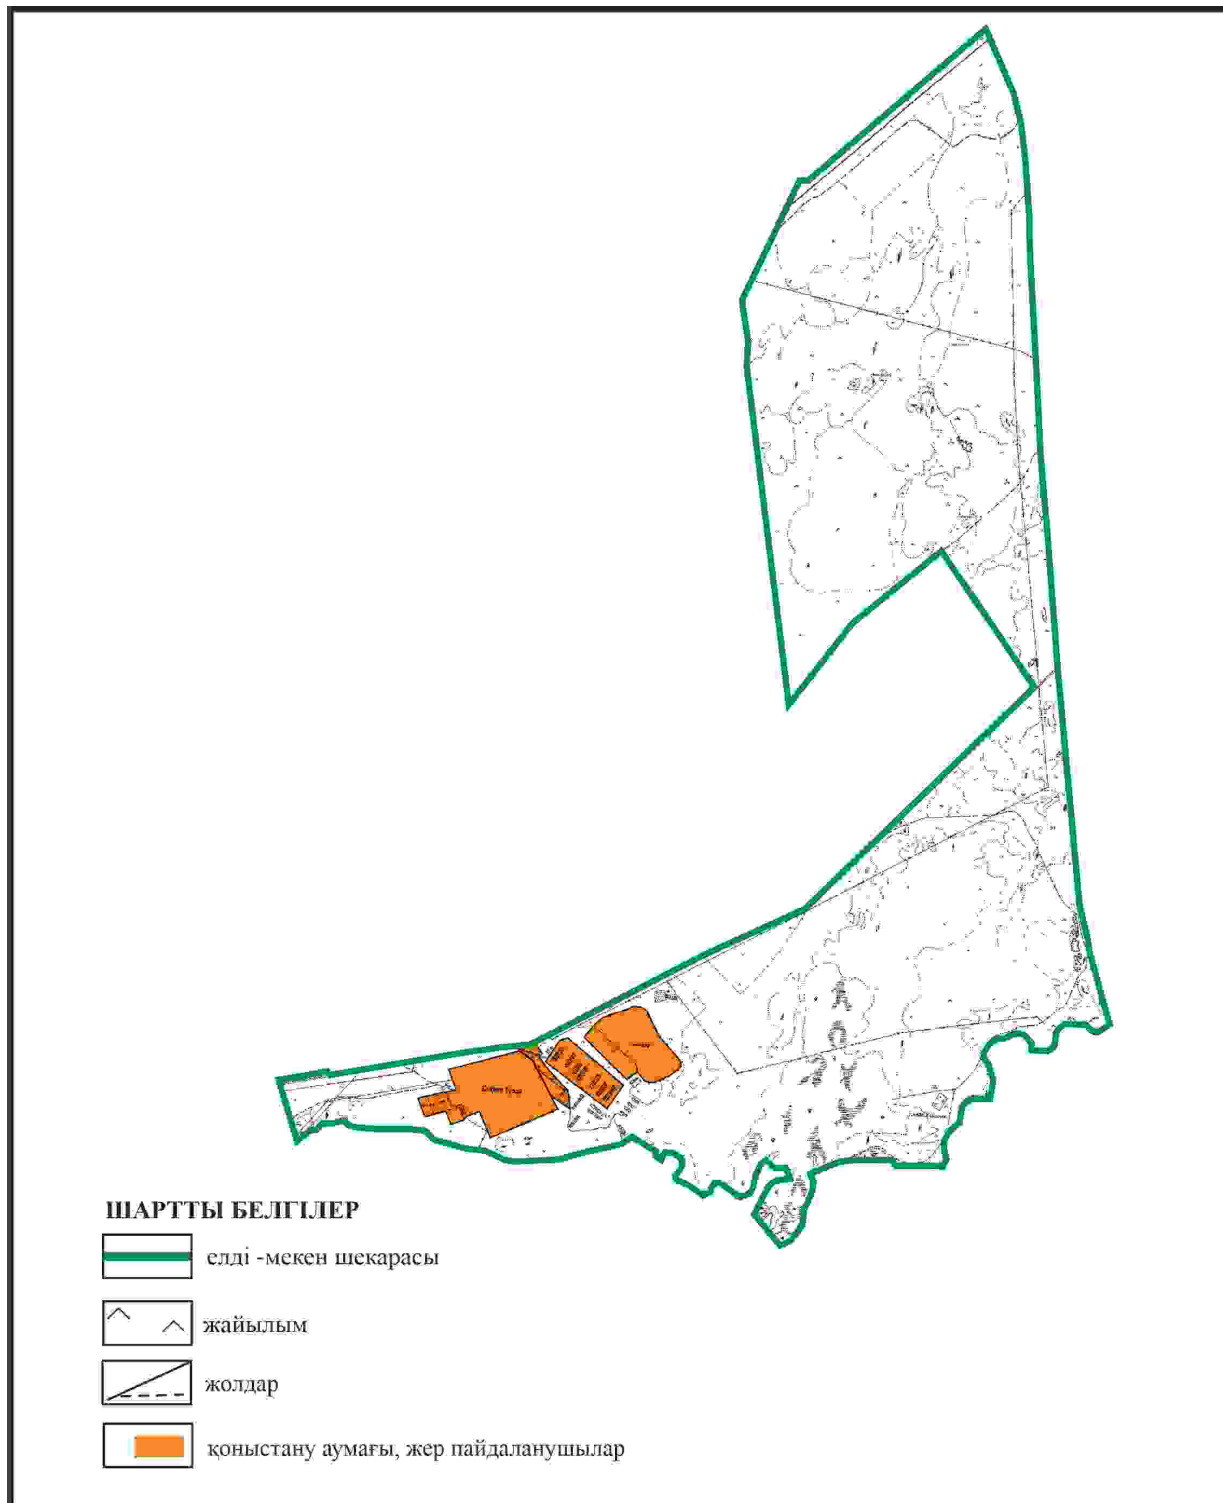 ШАРТТЫ БЕЛГІЛЕР
елді -мекен шекарасы
жайылым
жолдар
қоныстану аумағы, жер пайдаланушылар